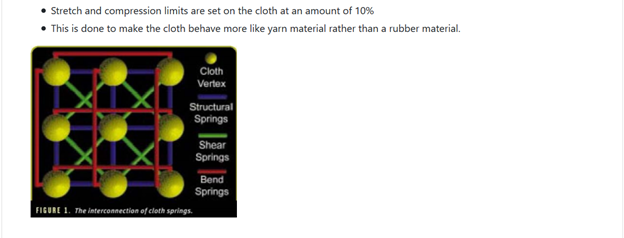 Stretch and compression limits are set on the cloth at an amount of 10%
This is done to make the cloth behave more like yarn material rather than a rubber material.
Cloth
Vertex
Structural
Springs
Shear
Springs
Bend
Springs
FIGURE 1. The interconnection of cloth springs.